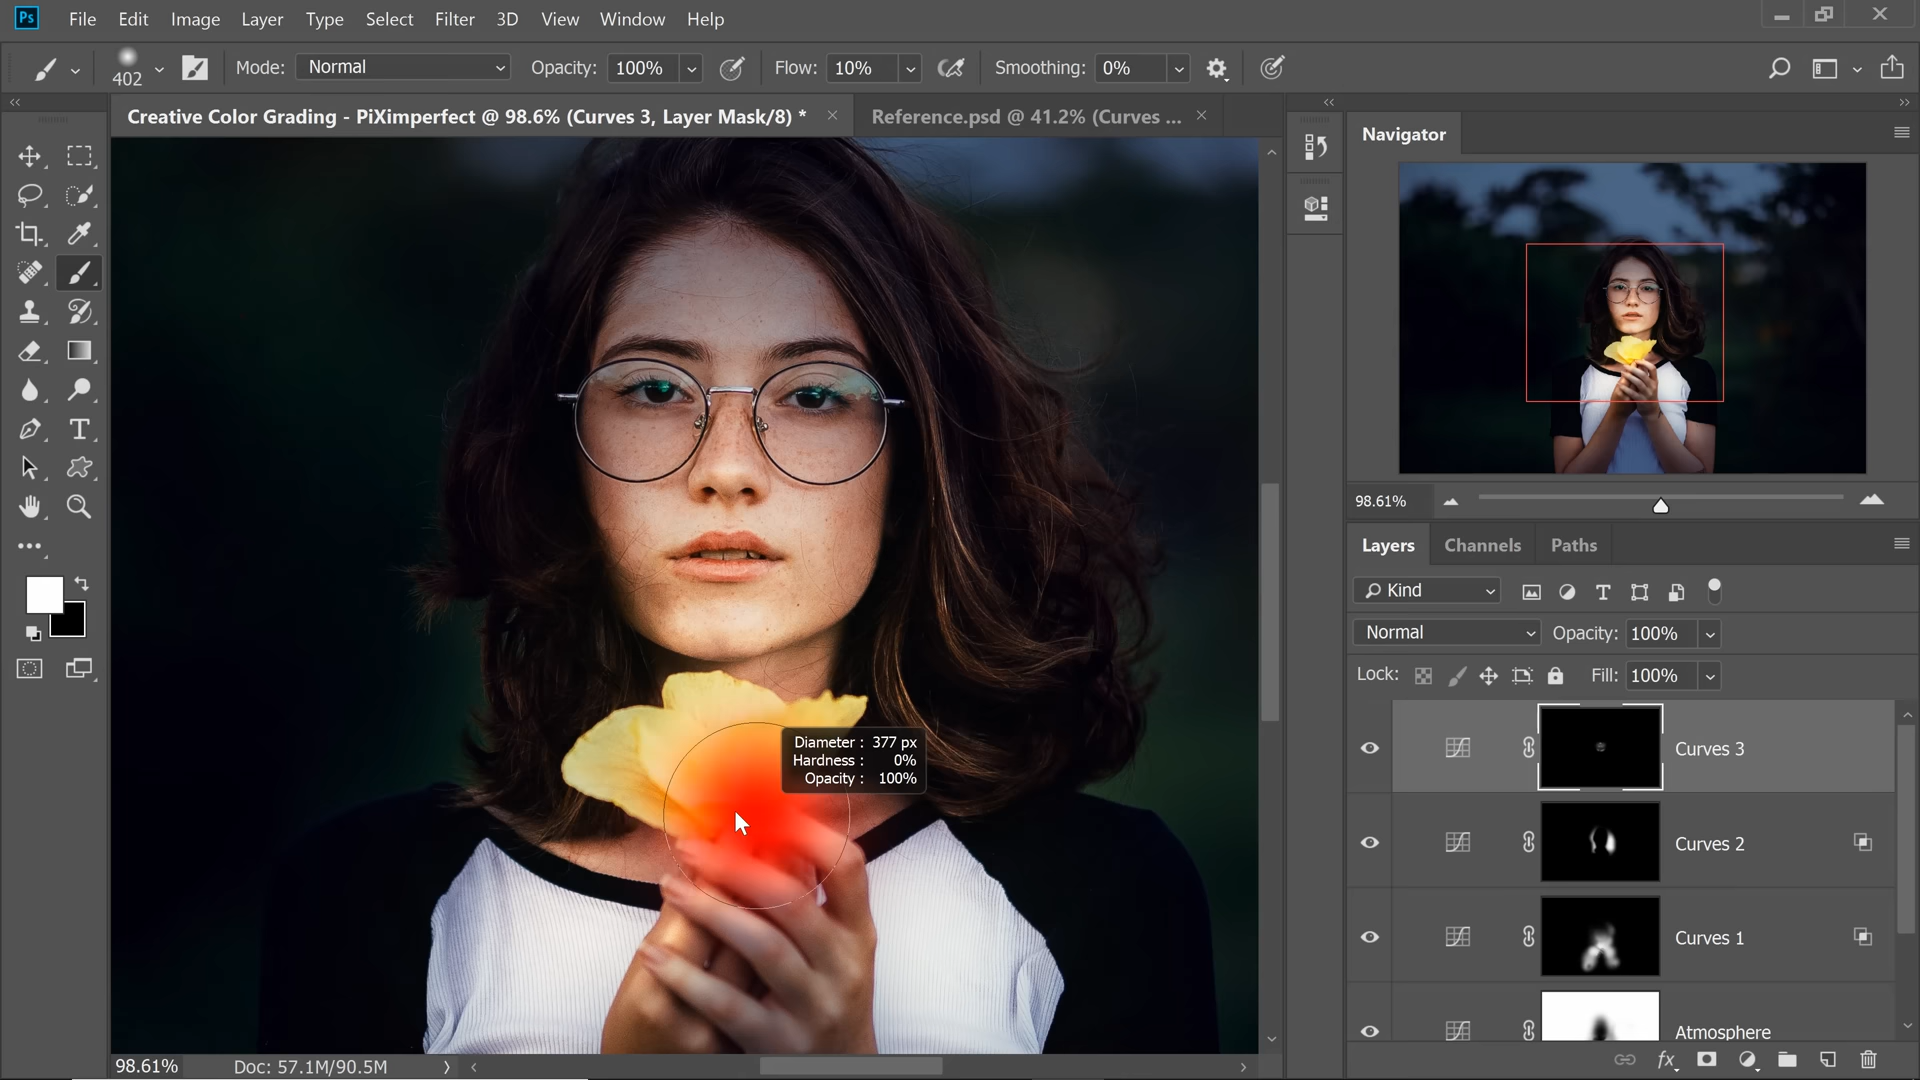 Ps File Edit Image Layer Type Select Filter 3D View Window Help
402 Mode: Normal Opacity: 100% Flow: 10% Smoothing: 0%
Creative Color Grading - PiXimperfect @ 98.6% (Curves 3, Layer Mask/8) * Reference.psd @ 41.2% (Curves ...
Navigator
98.61%
Layers Channels Paths
Kind
Normal Opacity: 100%
Lock: Fill: 100%
Diameter : 377 px
Hardness : 0%
Opacity : 100%
Curves 3
Curves 2
Curves 1
Atmosphere
fx
98.61% Doc: 57.1M/90.5M